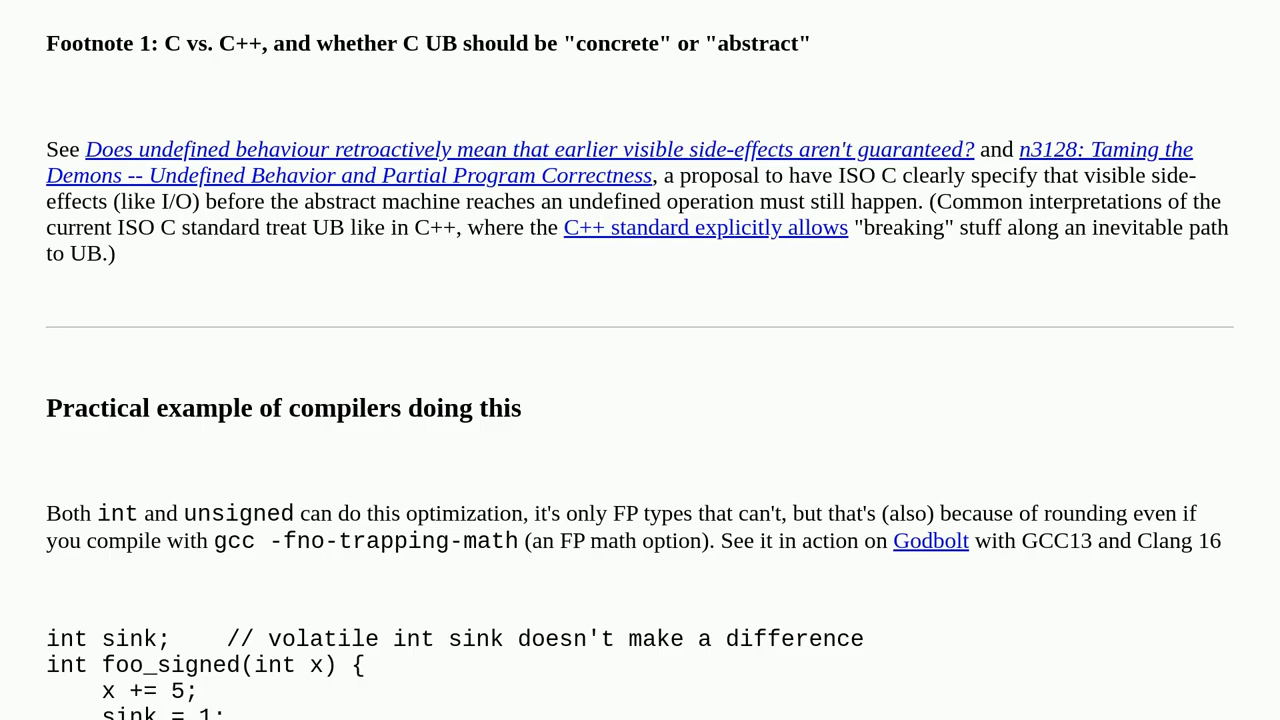 Footnote 1: C vs. C++, and whether C UB should be "concrete" or "abstract"
See Does undefined behaviour retroactively mean that earlier visible side-effects aren't guaranteed? and n3128: Taming the
Demons -- Undefined Behavior and Partial Program Correctness, a proposal to have ISO C clearly specify that visible side-
effects (like I/O) before the abstract machine reaches an undefined operation must still happen. (Common interpretations of the
current ISO C standard treat UB like in C++, where the C++ standard explicitly allows "breaking" stuff along an inevitable path
to UB.)
Practical example of compilers doing this
Both int and unsigned can do this optimization, it's only FP types that can't, but that's (also) because of rounding even if
you compile with gcc -fno-trapping-math (an FP math option). See it in action on Godbolt with GCC13 and Clang 16
int sink;    // volatile int sink doesn't make a difference
int foo_signed(int x) {
    x += 5;
    sink = 1;